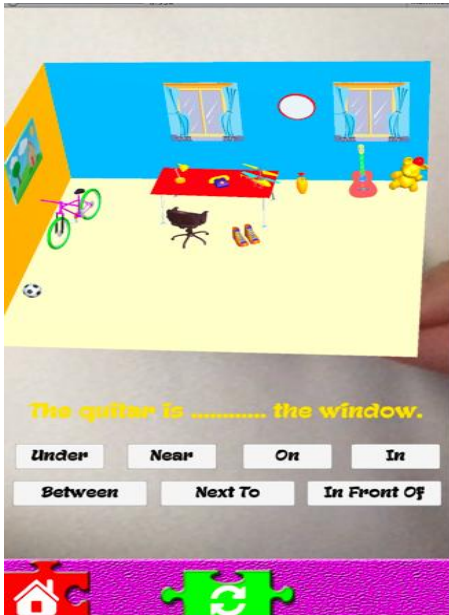 The guitar is ............ the window.
Under Near On In
Between Next To In Front Of